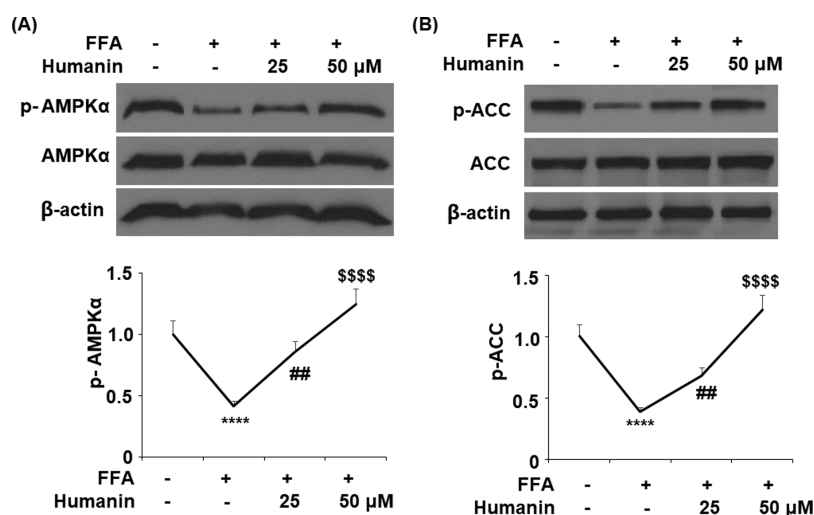 (A)
FFA - + + +
Humanin - - 25 50 μM
p- AMPKα
AMPKα
β-actin
1.5
1.0
0.5
0
p- AMPKα
****
##
$$$$
FFA - + + +
Humanin - - 25 50 μM
(B)
FFA - + + +
Humanin - - 25 50 μM
p-ACC
ACC
β-actin
1.5
1.0
0.5
0
p-ACC
****
##
$$$$
FFA - + + +
Humanin - - 25 50 μM